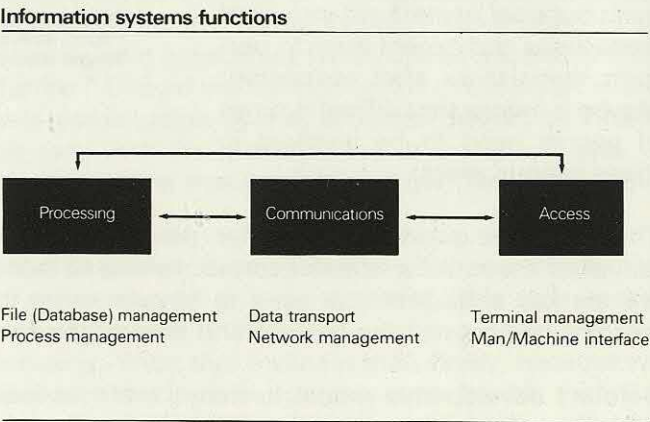 Information systems functions
Processing
Communications
Access
File (Database) management
Process management
Data transport
Network management
Terminal management
Man/Machine interface